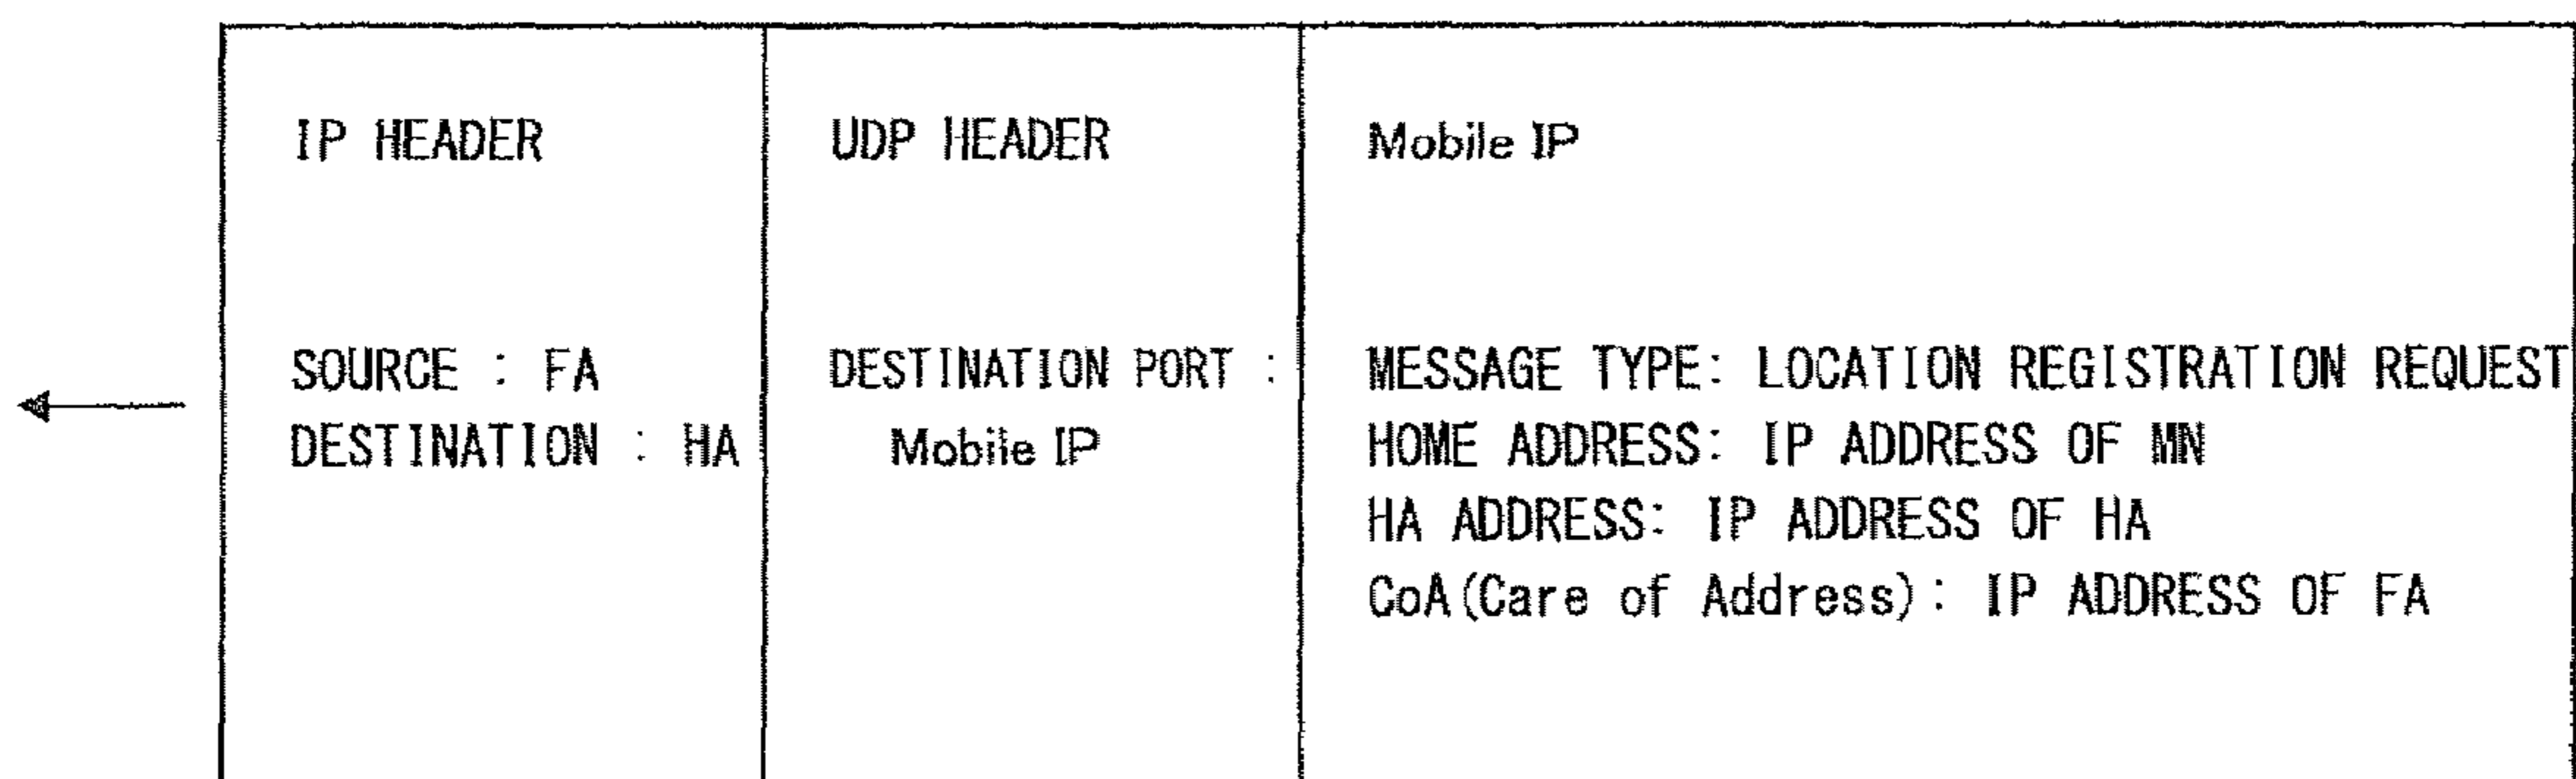 IP HEADER
SOURCE : FA
DESTINATION : HA
UDP HEADER
DESTINATION PORT :
Mobile IP
Mobile IP
MESSAGE TYPE: LOCATION REGISTRATION REQUEST
HOME ADDRESS: IP ADDRESS OF MN
HA ADDRESS: IP ADDRESS OF HA
CoA(Care of Address): IP ADDRESS OF FA